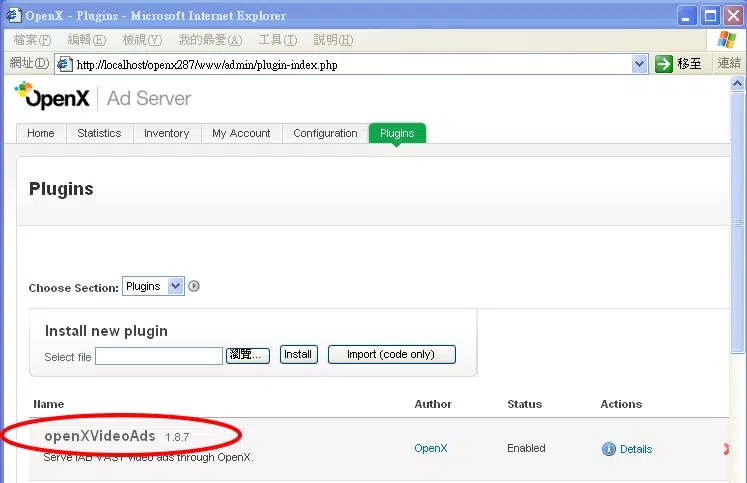 OpenX - Plugins - Microsoft Internet Explorer
檔案(F) 編輯(E) 檢視(V) 我的最愛(A) 工具(T) 說明(H)
網址(D) http://localhost/openx287/www/admin/plugin-index.php 移至 連結
OpenX Ad Server
Home Statistics Inventory My Account Configuration Plugins
Plugins
Choose Section: Plugins
Install new plugin
Select file 瀏覽... Install Import (code only)
Name Author Status Actions
openXVideoAds 1.8.7 OpenX Enabled Details
Serve IAB VAST video ads through OpenX.